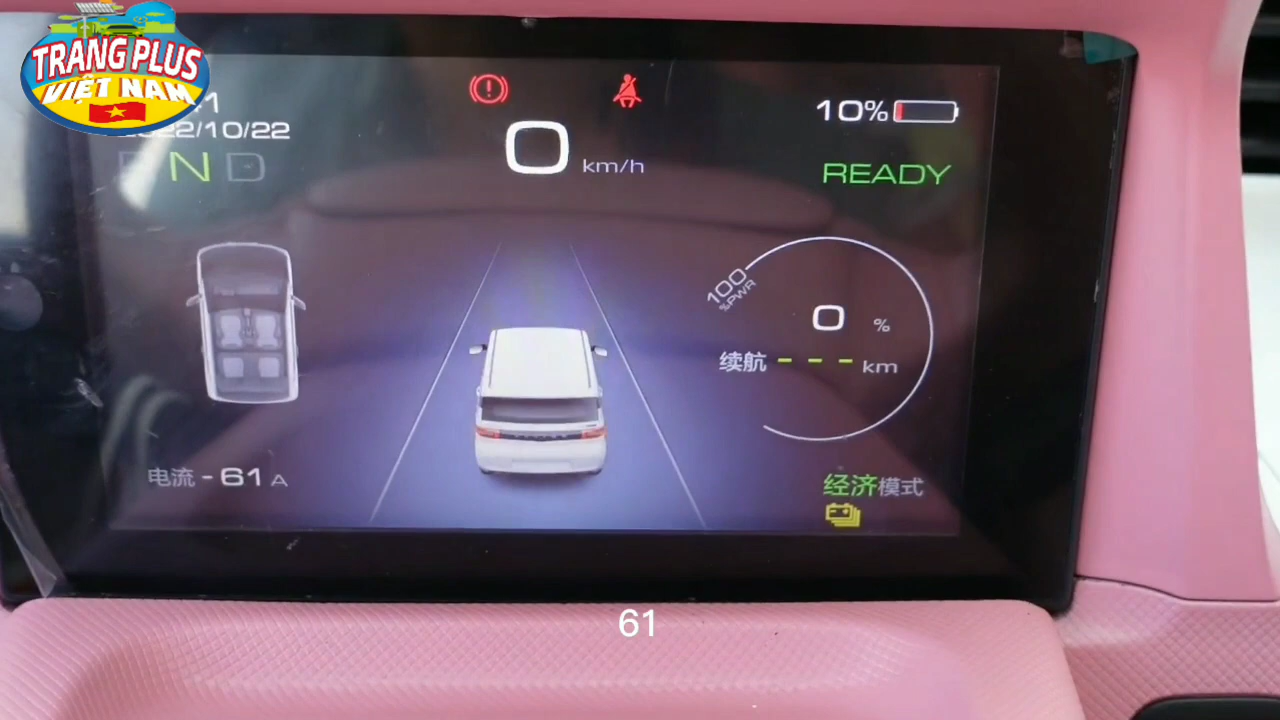 TRANG PLUS
VIỆT NAM
22/10/22
N D
0 km/h
10%
READY
100
%PWR
0 %
续航 --- km
电流 -61 A
经济模式
61